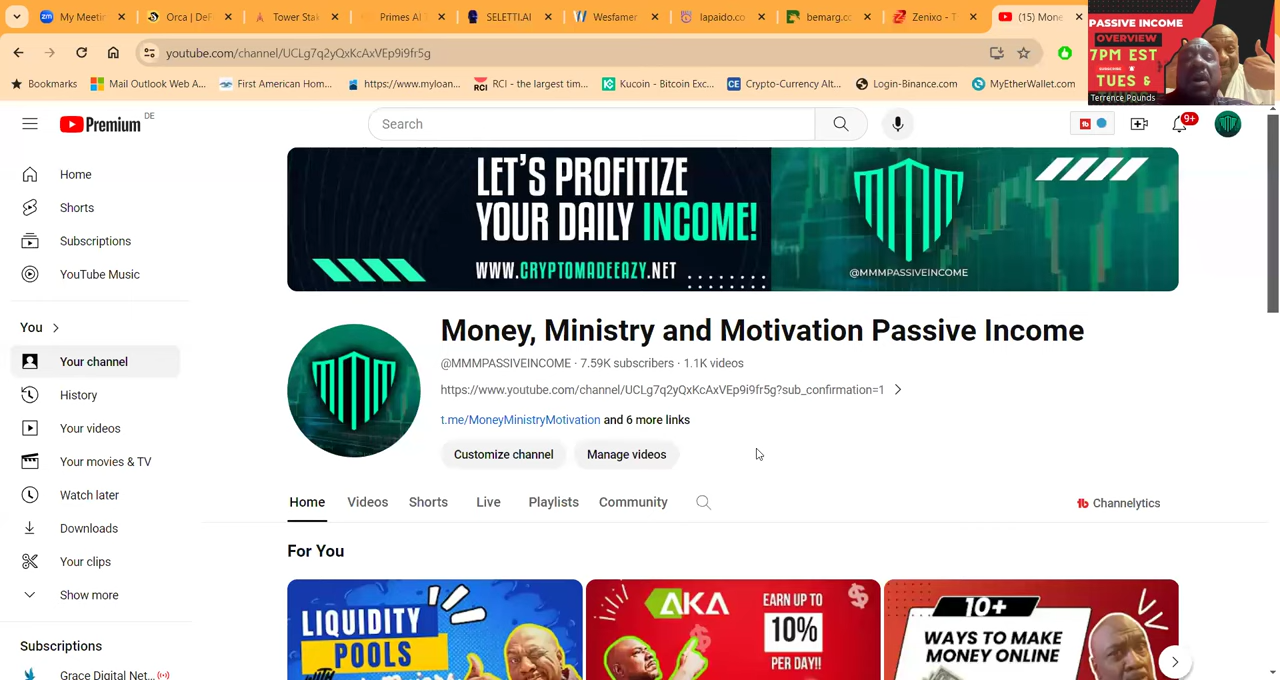 My Meeti
Orca | DeF
Tower Stak
Primes AI T
SELETTI.AI
Wesfamer
lapaido.co
bemarg.cc
Zenixo - T
(15) Mone
youtube.com/channel/UCLg7q2yQxKcAxVEp9i9fr5g
Bookmarks
Mail Outlook Web A...
First American Hom...
https://www.myloan...
RCI - the largest tim...
Kucoin - Bitcoin Exc...
Crypto-Currency Alt...
Login-Binance.com
MyEtherWallet.com
PASSIVE INCOME
OVERVIEW
7PM EST
TUES &
Terrence Pounds
Premium DE
Search
9+
Home
Shorts
Subscriptions
YouTube Music
You
Your channel
History
Your videos
Your movies & TV
Watch later
Downloads
Your clips
Show more
Subscriptions
Grace Digital Net...
LET'S PROFITIZE
YOUR DAILY INCOME!
WWW.CRYPTOMADEEAZY.NET
@MMMPASSIVEINCOME
Money, Ministry and Motivation Passive Income
@MMMPASSIVEINCOME · 7.59K subscribers · 1.1K videos
https://www.youtube.com/channel/UCLg7q2yQxKcAxVEp9i9fr5g?sub_confirmation=1
t.me/MoneyMinistryMotivation and 6 more links
Customize channel
Manage videos
Home
Videos
Shorts
Live
Playlists
Community
Channelytics
For You
LIQUIDITY
POOLS
AKA
EARN UP TO
10%
PER DAY!!
10+
WAYS TO MAKE
MONEY ONLINE